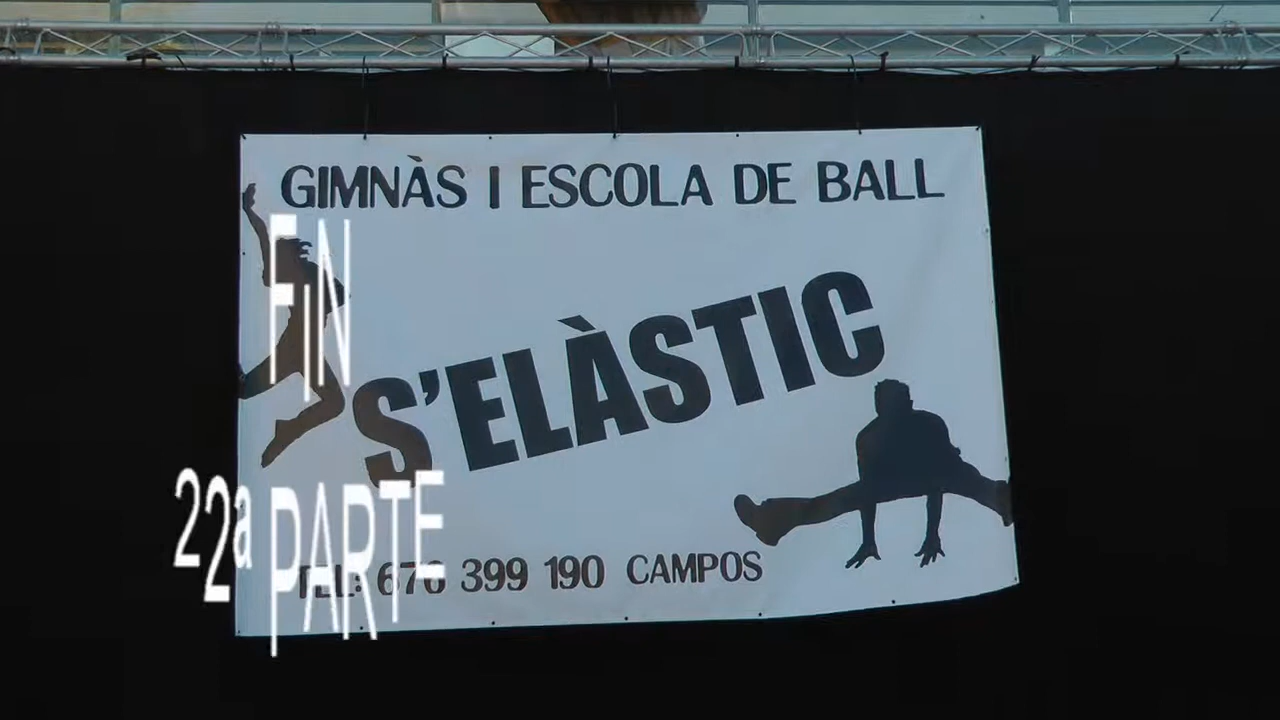 GIMNÀS I ESCOLA DE BALL
FIN
S'ELÀSTIC
22ª PARTE
TEL: 676 399 190 CAMPOS